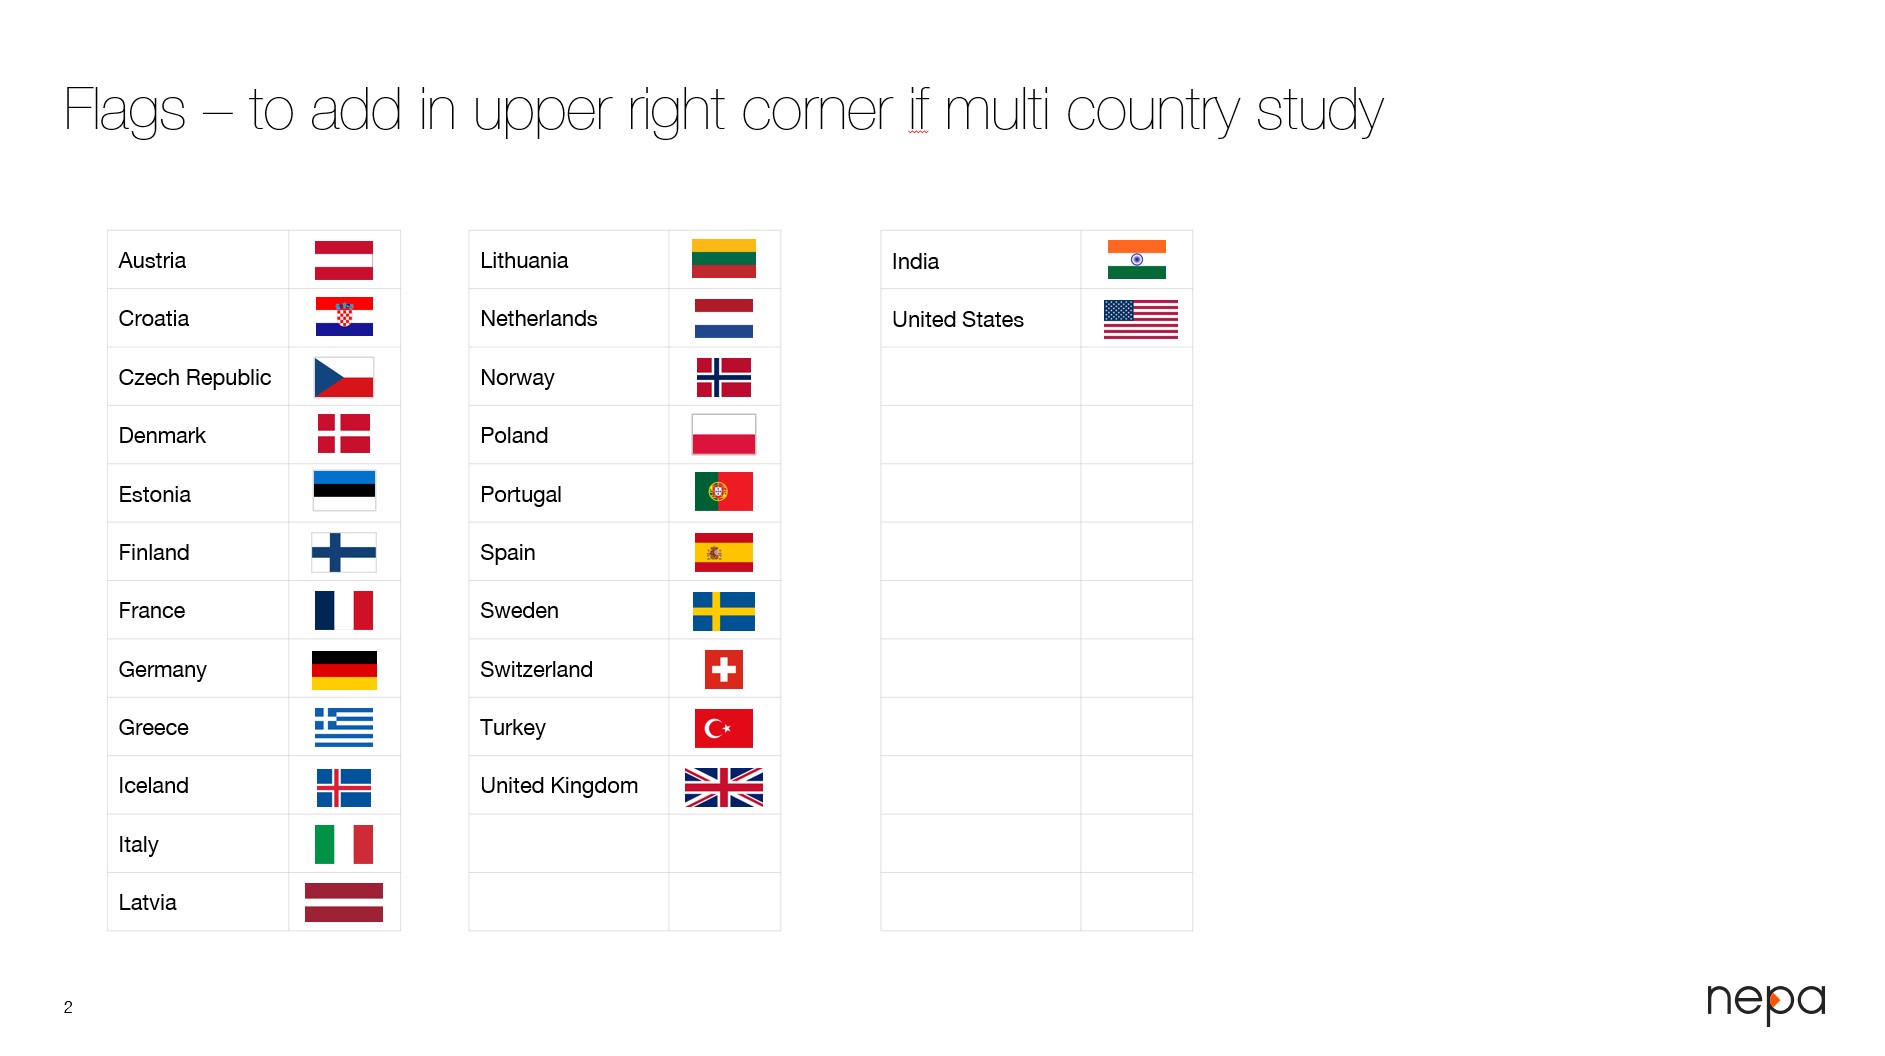 Flags – to add in upper right corner if multi country study
Austria
Croatia
Czech Republic
Denmark
Estonia
Finland
France
Germany
Greece
Iceland
Italy
Latvia
Lithuania
Netherlands
Norway
Poland
Portugal
Spain
Sweden
Switzerland
Turkey
United Kingdom
India
United States
2
nepa